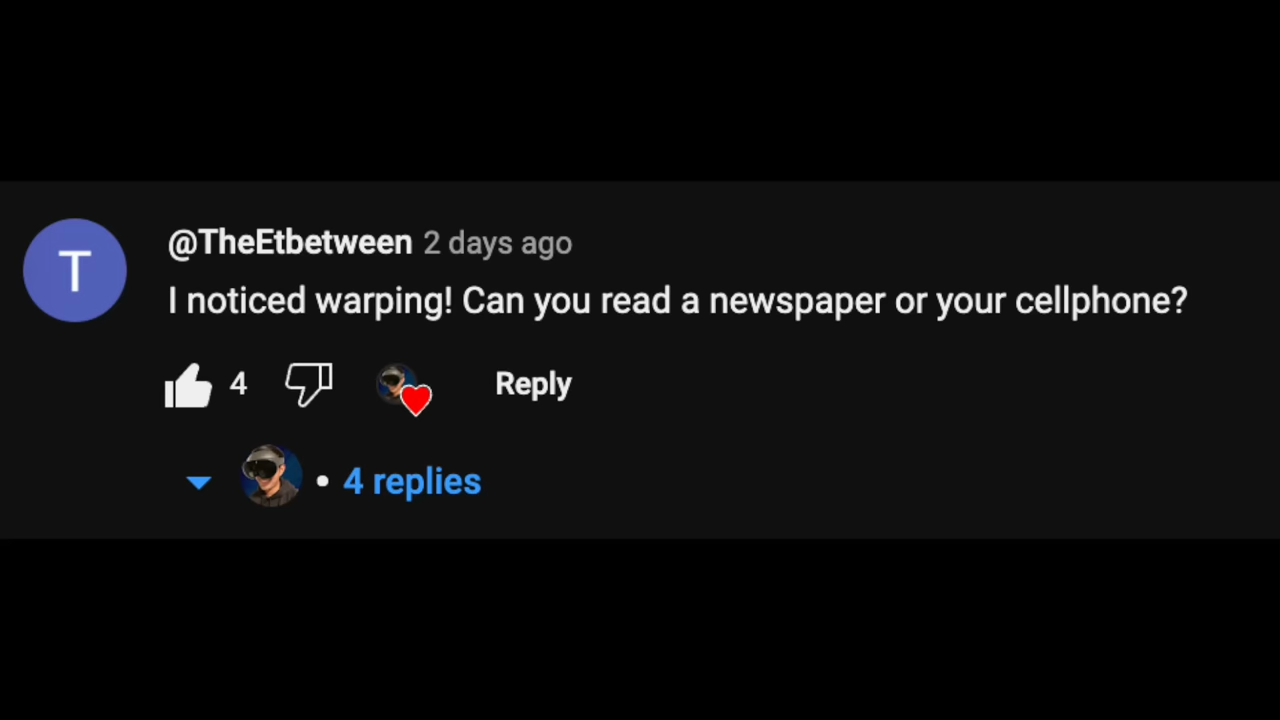 T
@TheEtbetween 2 days ago
I noticed warping! Can you read a newspaper or your cellphone?
4
Reply
• 4 replies